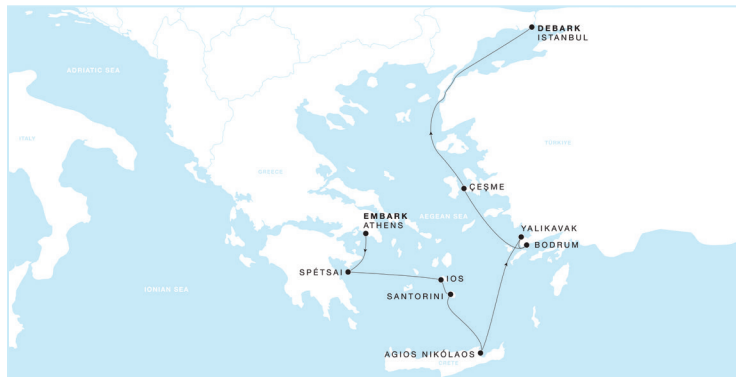 DEBARK
ISTANBUL
ADRIATIC SEA
ITALY
TÜRKIYE
GREECE
ÇEŞME
EMBARK
ATHENS
AEGEAN SEA
YALIKAVAK
BODRUM
SPÉTSAI
IOS
IONIAN SEA
SANTORINI
AGIOS NIKÓLAOS
CRETE